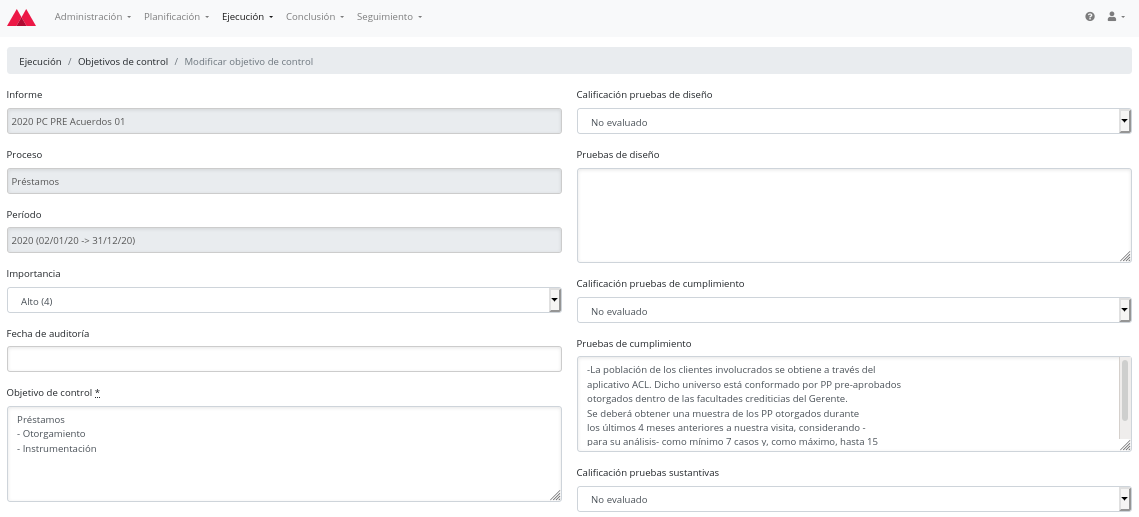 Administración Planificación Ejecución Conclusión Seguimiento
Ejecución / Objetivos de control / Modificar objetivo de control
Informe
2020 PC PRE Acuerdos 01
Proceso
Préstamos
Período
2020 (02/01/20 -> 31/12/20)
Importancia
Alto (4)
Fecha de auditoría
Objetivo de control *
Préstamos
- Otorgamiento
- Instrumentación
Calificación pruebas de diseño
No evaluado
Pruebas de diseño
Calificación pruebas de cumplimiento
No evaluado
Pruebas de cumplimiento
-La población de los clientes involucrados se obtiene a través del
aplicativo ACL. Dicho universo está conformado por PP pre-aprobados
otorgados dentro de las facultades crediticias del Gerente.
Se deberá obtener una muestra de los PP otorgados durante
los últimos 4 meses anteriores a nuestra visita, considerando -
para su análisis- como mínimo 7 casos y, como máximo, hasta 15
Calificación pruebas sustantivas
No evaluado